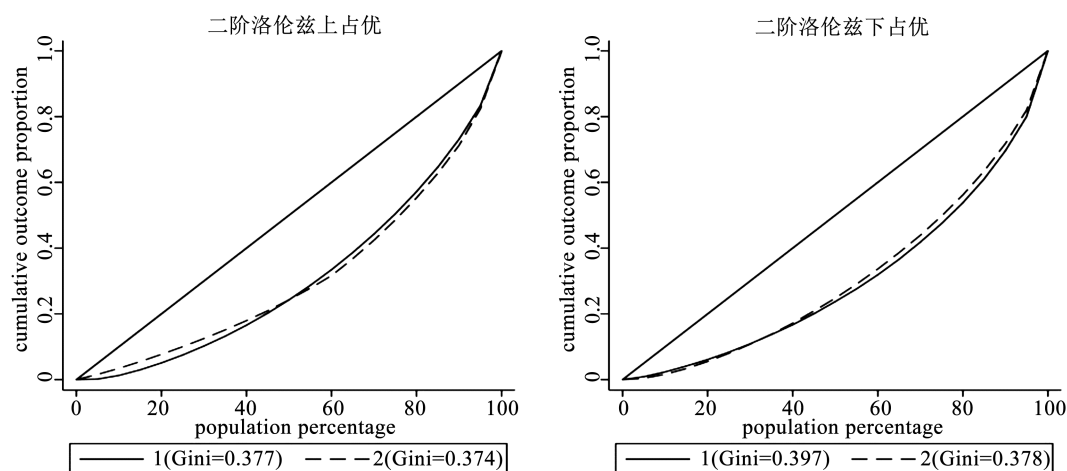 二阶洛伦兹上占优
cumulative outcome proportion
1.0
0.8
0.6
0.4
0.2
0
0 20 40 60 80 100
population percentage
1(Gini=0.377) 2(Gini=0.374)
二阶洛伦兹下占优
cumulative outcome proportion
1.0
0.8
0.6
0.4
0.2
0
0 20 40 60 80 100
population percentage
1(Gini=0.397) 2(Gini=0.378)